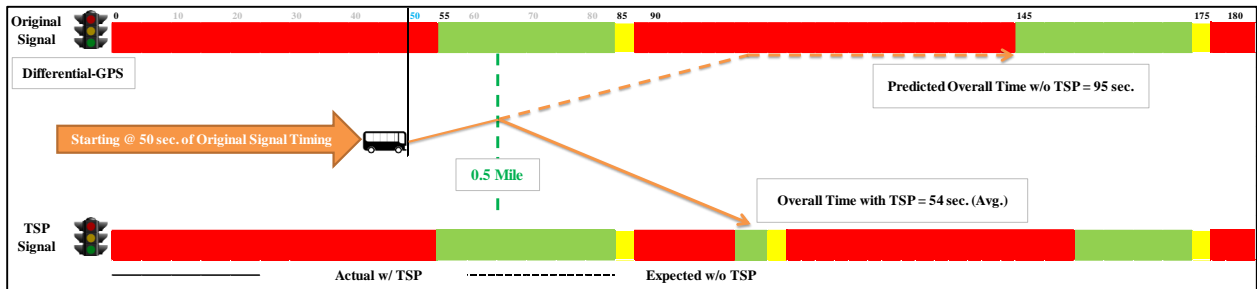 Original Signal
0 10 20 30 40 50 55 60 70 80 85 90 145 175 180
Differential-GPS
Predicted Overall Time w/o TSP = 95 sec.
Starting @ 50 sec. of Original Signal Timing
0.5 Mile
Overall Time with TSP = 54 sec. (Avg.)
TSP Signal
Actual w/ TSP
Expected w/o TSP